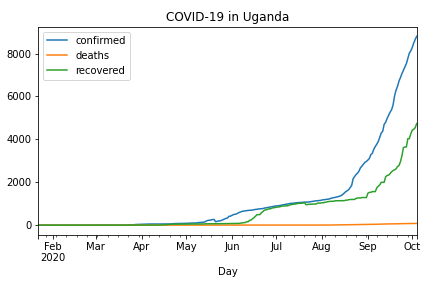 COVID-19 in Uganda
confirmed
deaths
recovered
8000
6000
4000
2000
0
Feb Mar Apr May Jun Jul Aug Sep Oct
2020
Day